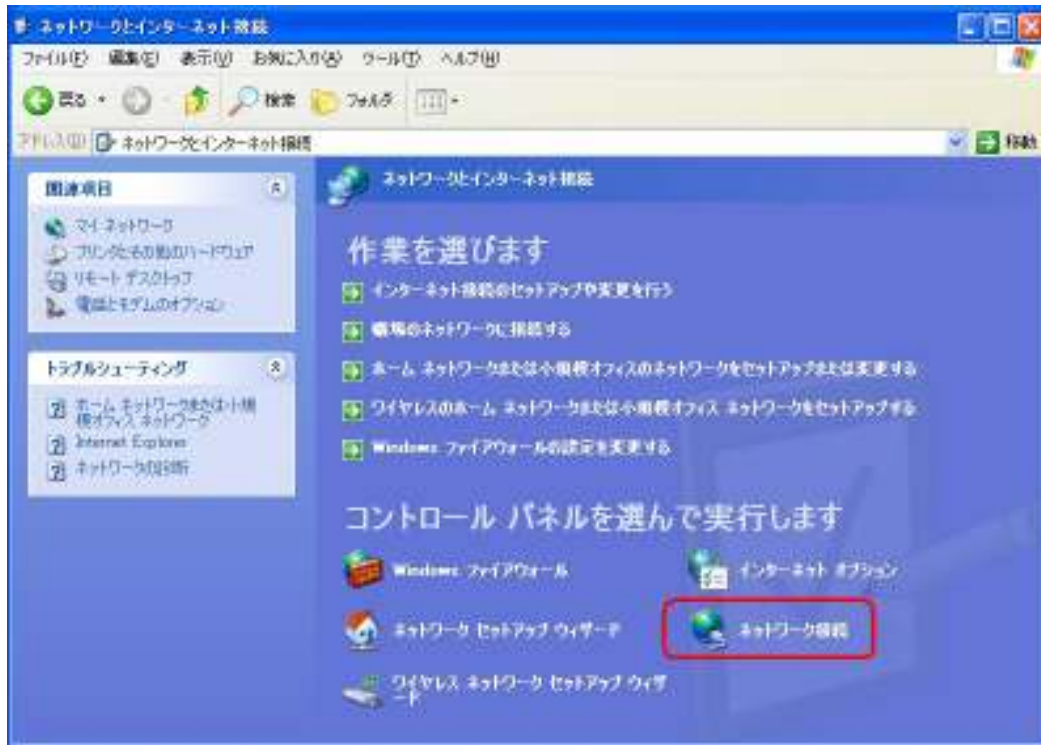 ネットワークとインターネット接続
ファイル(F) 編集(E) 表示(V) お気に入り(A) ツール(T) ヘルプ(H)
戻る 検索 フォルダ
アドレス(D) ネットワークとインターネット接続 移動
関連項目
ネットワークとインターネット接続
マイ ネットワーク
プリンタとその他のハードウェア
リモート デスクトップ
電話とモデムのオプション
作業を選びます
インターネット接続のセットアップや変更を行う
職場のネットワークに接続する
トラブルシューティング
ホーム ネットワークまたは小規模オフィスのネットワークをセットアップまたは変更する
ホーム ネットワークまたは小規
模オフィス ネットワーク
ワイヤレスのホーム ネットワークまたは小規模オフィス ネットワークをセットアップする
Internet Explorer
Windows ファイアウォールの設定を変更する
ネットワークの診断
コントロール パネルを選んで実行します
Windows ファイアウォール
インターネット オプション
ネットワーク セットアップ ウィザード
ネットワーク接続
ワイヤレス ネットワーク セットアップ ウィザ
ード